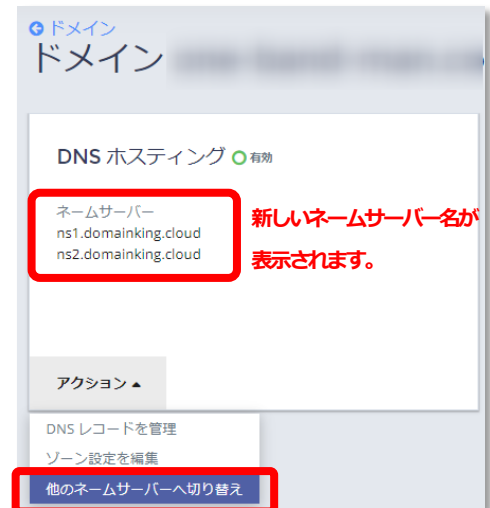 ドメイン
ドメイン
DNS ホスティング 有効
ネームサーバー
ns1.domainking.cloud
ns2.domainking.cloud
新しいネームサーバー名が
表示されます。
アクション
DNS レコードを管理
ゾーン設定を編集
他のネームサーバーへ切り替え